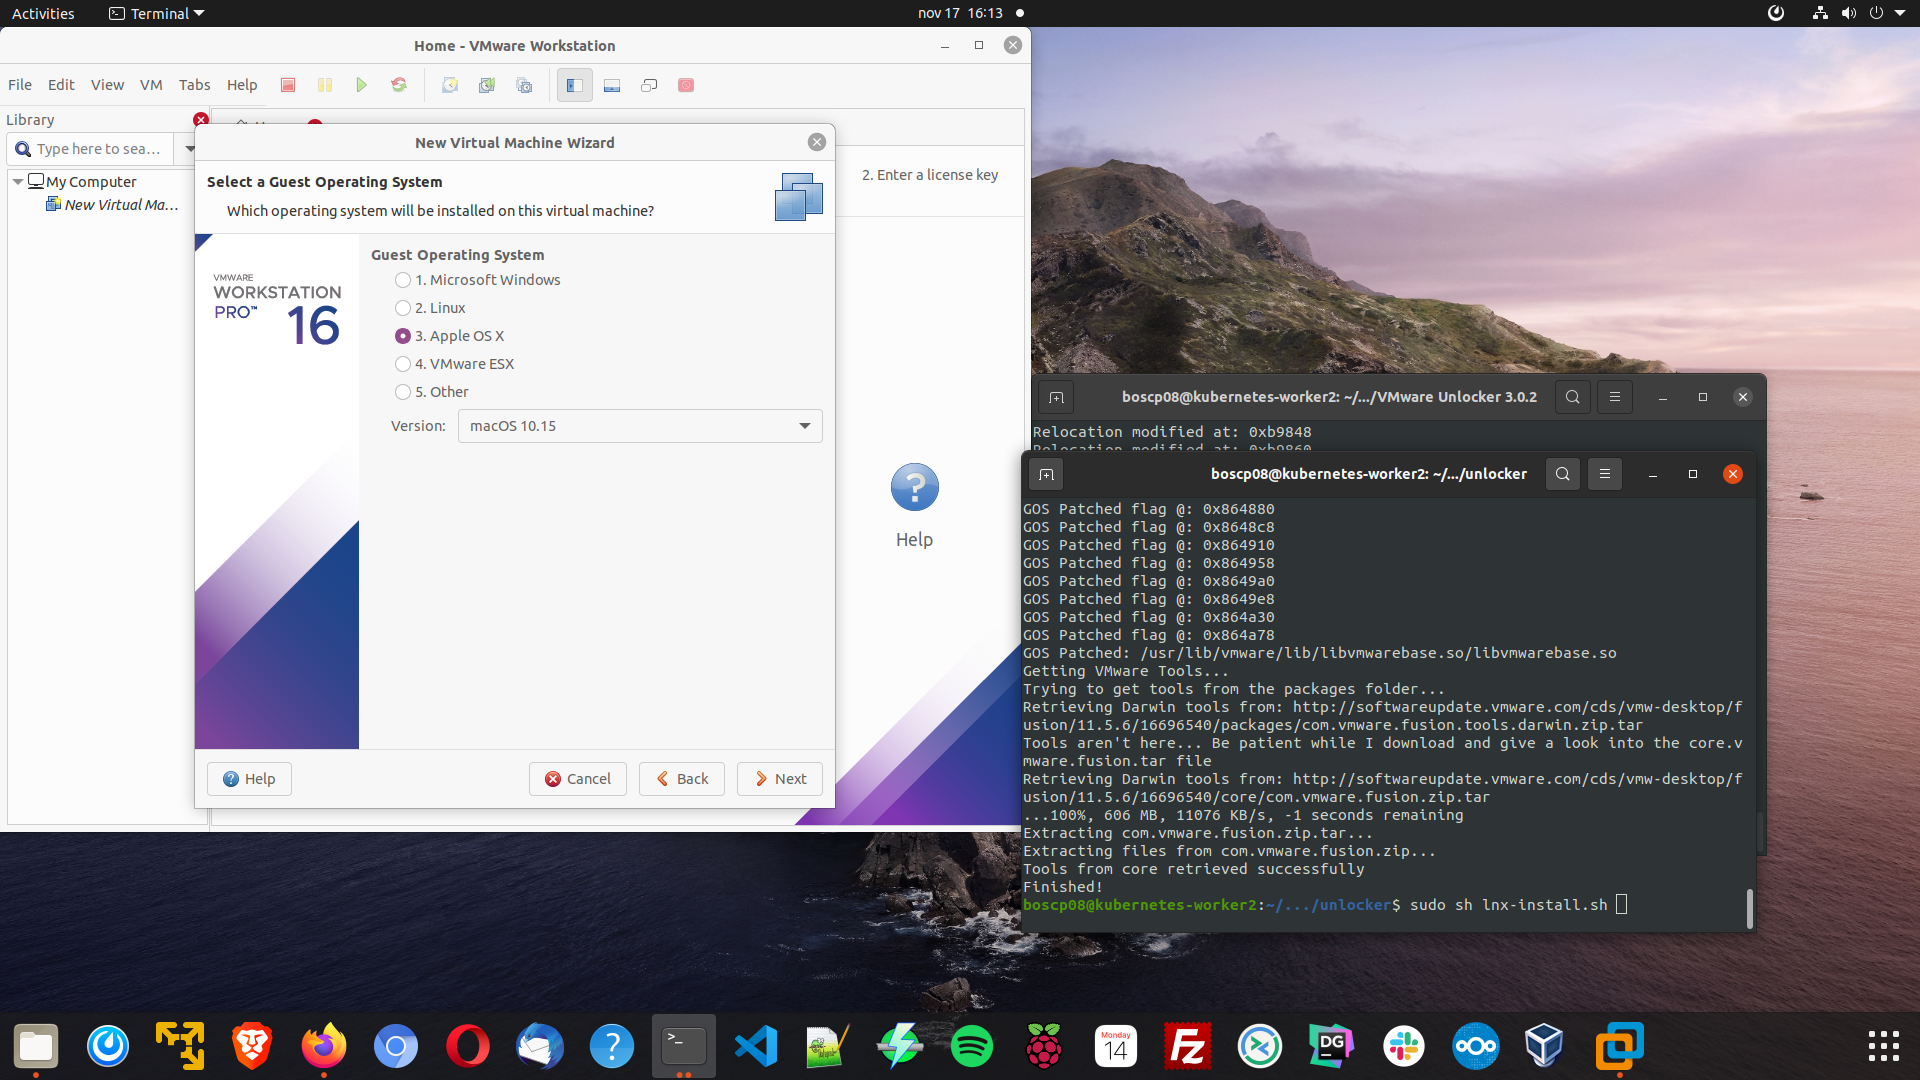 Activities
Terminal
nov 17 16:13
Home - VMware Workstation
File Edit View VM Tabs Help
Library
Type here to sea…
My Computer
New Virtual Ma…
2. Enter a license key
Help
New Virtual Machine Wizard
Select a Guest Operating System
Which operating system will be installed on this virtual machine?
VMWARE
WORKSTATION
PRO™ 16
Guest Operating System
1. Microsoft Windows
2. Linux
3. Apple OS X
4. VMware ESX
5. Other
Version: macOS 10.15
Help Cancel Back Next
boscp08@kubernetes-worker2: ~/.../VMware Unlocker 3.0.2
Relocation modified at: 0xb9848
Relocation modified at: 0xb9860
boscp08@kubernetes-worker2: ~/.../unlocker
GOS Patched flag @: 0x864880
GOS Patched flag @: 0x8648c8
GOS Patched flag @: 0x864910
GOS Patched flag @: 0x864958
GOS Patched flag @: 0x8649a0
GOS Patched flag @: 0x8649e8
GOS Patched flag @: 0x864a30
GOS Patched flag @: 0x864a78
GOS Patched: /usr/lib/vmware/lib/libvmwarebase.so/libvmwarebase.so
Getting VMware Tools...
Trying to get tools from the packages folder...
Retrieving Darwin tools from: http://softwareupdate.vmware.com/cds/vmw-desktop/f
usion/11.5.6/16696540/packages/com.vmware.fusion.tools.darwin.zip.tar
Tools aren't here... Be patient while I download and give a look into the core.v
mware.fusion.tar file
Retrieving Darwin tools from: http://softwareupdate.vmware.com/cds/vmw-desktop/f
usion/11.5.6/16696540/core/com.vmware.fusion.zip.tar
...100%, 606 MB, 11076 KB/s, -1 seconds remaining
Extracting com.vmware.fusion.zip.tar...
Extracting files from com.vmware.fusion.zip...
Tools from core retrieved successfully
Finished!
boscp08@kubernetes-worker2:~/.../unlocker$ sudo sh lnx-install.sh
Monday
14
FZ
DG